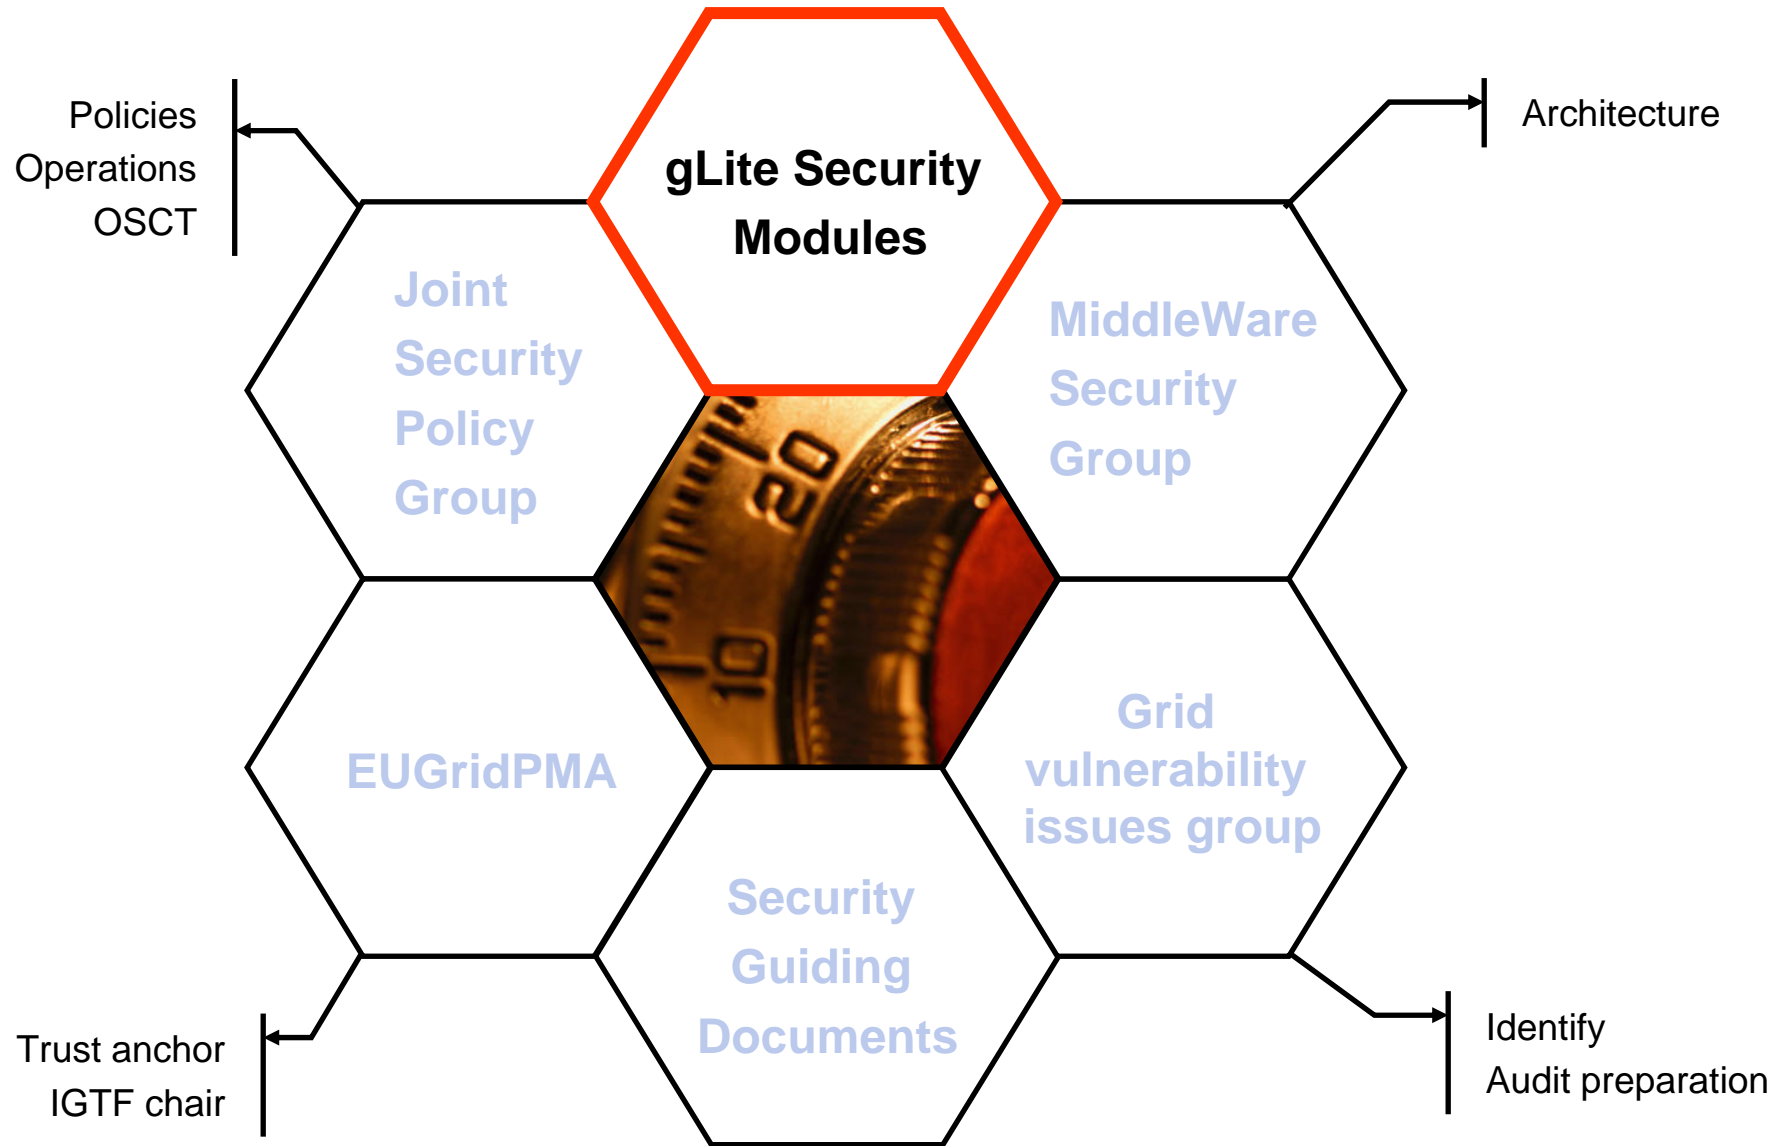 Policies
Operations
OSCT
Architecture
gLite Security
Modules
Joint
Security
Policy
Group
MiddleWare
Security
Group
20
10
EUGridPMA
Grid
vulnerability
issues group
Security
Guiding
Documents
Trust anchor
IGTF chair
Identify
Audit preparation